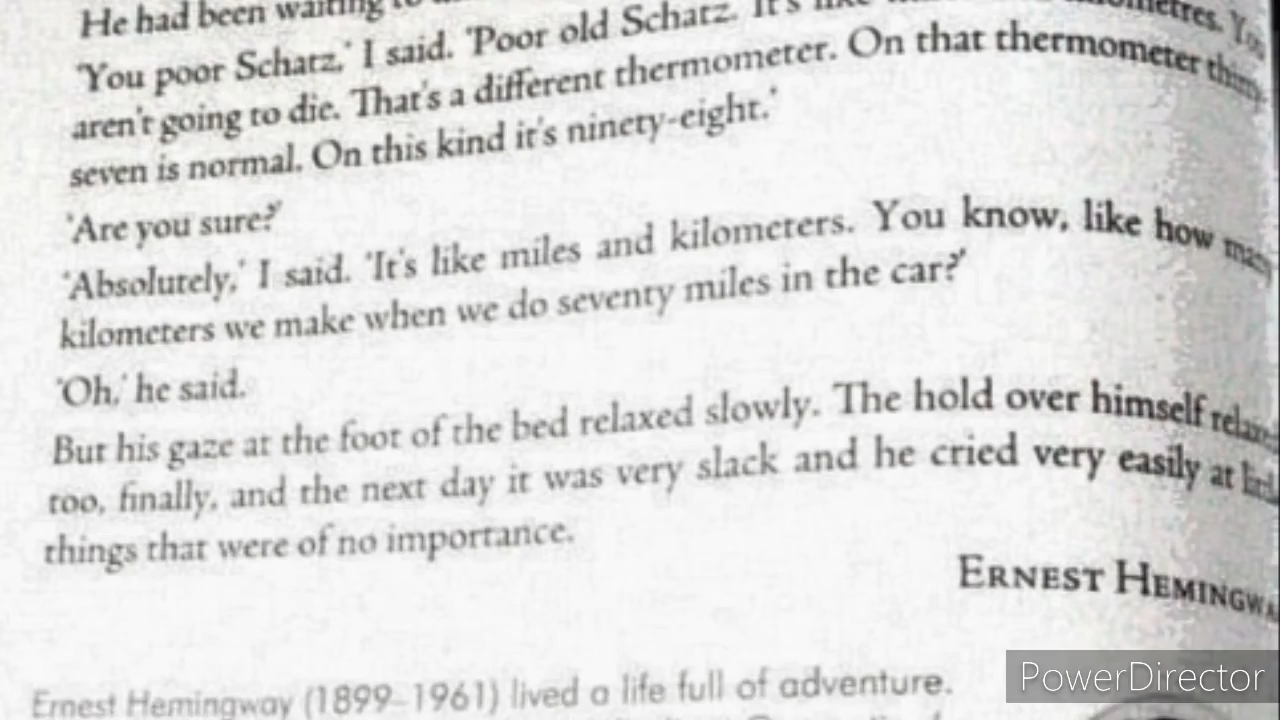 He had been waiting to
'You poor Schatz,' I said. 'Poor old Schatz. It's like
aren't going to die. That's a different thermometer. On that thermometer thirty-
seven is normal. On this kind it's ninety-eight.'
'Are you sure?'
'Absolutely,' I said. 'It's like miles and kilometers. You know, like how many
kilometers we make when we do seventy miles in the car?'
'Oh,' he said.
But his gaze at the foot of the bed relaxed slowly. The hold over himself relaxed
too, finally, and the next day it was very slack and he cried very easily at little
things that were of no importance.
ERNEST HEMINGWA
Ernest Hemingway (1899–1961) lived a life full of adventure.
PowerDirector